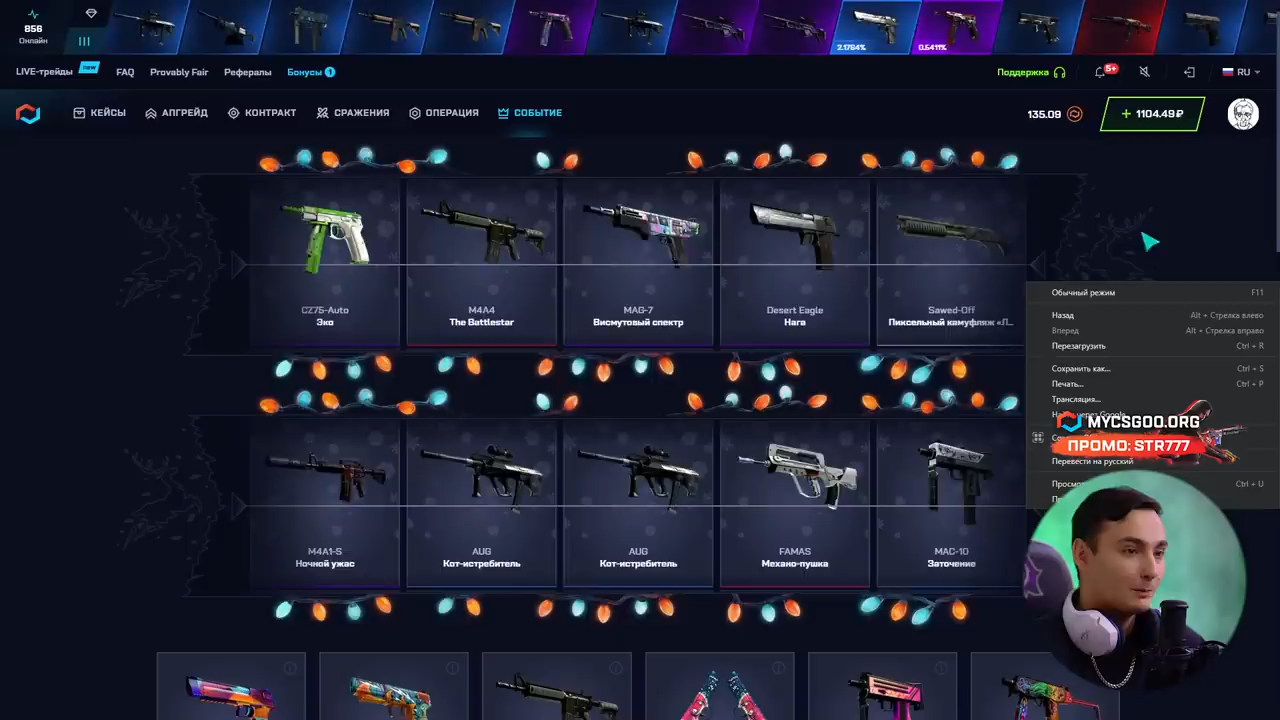 856
Онлайн
2.1764%
0.5411%
LIVE-трейды
new
FAQ
Provably Fair
Рефералы
Бонусы 1
Поддержка
5+
RU
КЕЙСЫ
АПГРЕЙД
КОНТРАКТ
СРАЖЕНИЯ
ОПЕРАЦИЯ
СОБЫТИЕ
135.09
+ 1104.49 ₽
CZ75-Auto
Эко
M4A4
The Battlestar
MAG-7
Висмутовый спектр
Desert Eagle
Нага
Sawed-Off
Пиксельный камуфляж «Л...
Обычный режим F11
Назад Alt + Стрелка влево
Вперед Alt + Стрелка вправо
Перезагрузить Ctrl + R
Сохранить как... Ctrl + S
Печать... Ctrl + P
Трансляция...
MYCSGOO.ORG
ПРОМО: STR777
Перевести на русский
Ctrl + U
M4A1-S
Ночной ужас
AUG
Кот-истребитель
AUG
Кот-истребитель
FAMAS
Механо-пушка
MAC-10
Заточение